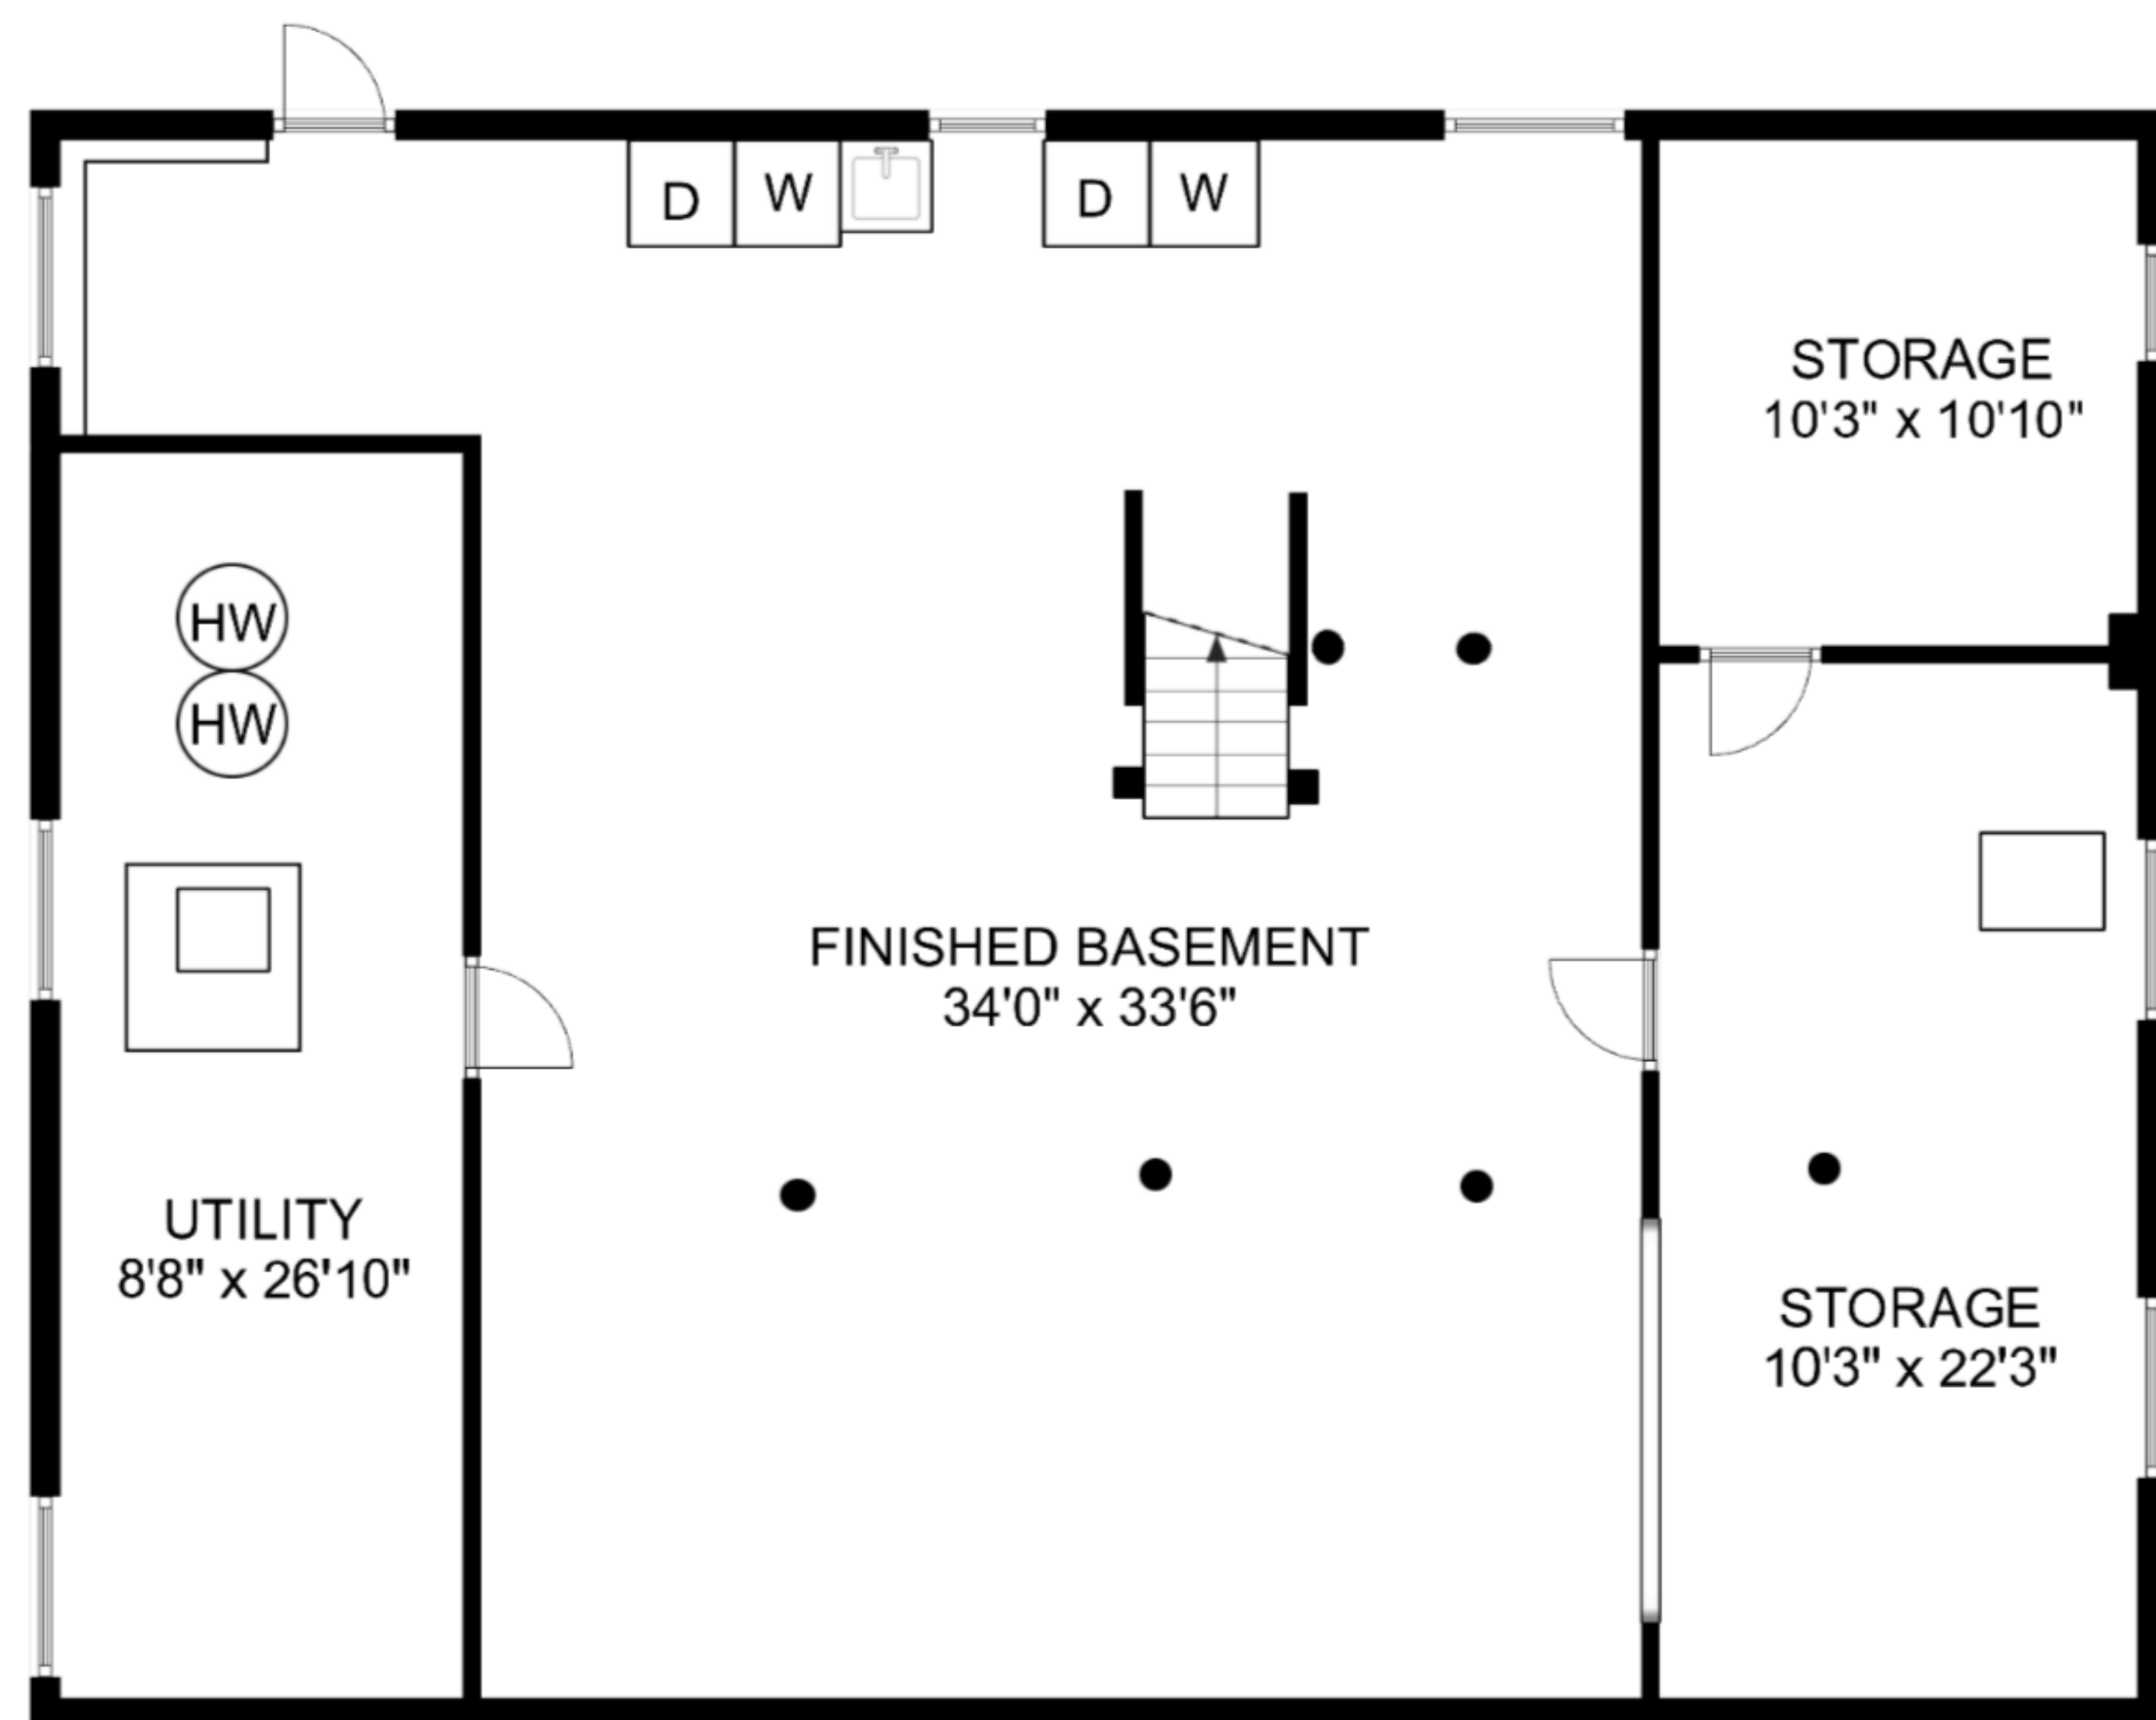 D
W
D
W
STORAGE
10'3" x 10'10"
HW
HW
FINISHED BASEMENT
34'0" x 33'6"
UTILITY
8'8" x 26'10"
STORAGE
10'3" x 22'3"